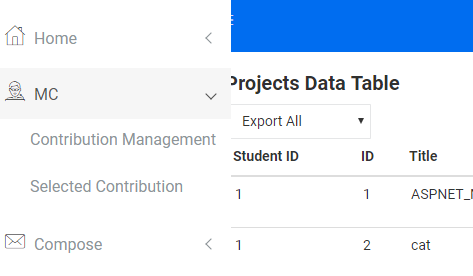 Home
MC
Contribution Management
Selected Contribution
Compose
Projects Data Table
Export All
Student ID ID Title
1 1
1 2 cat